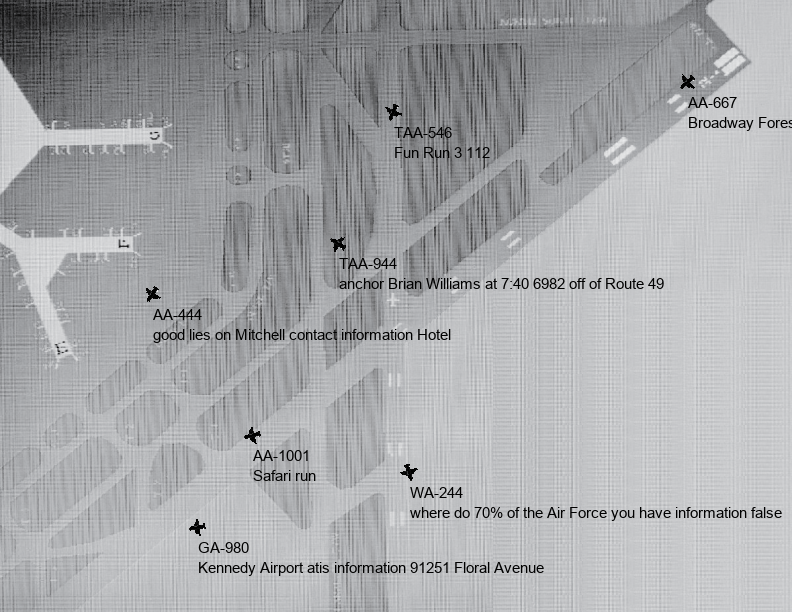 AA-667
Broadway Fores
TAA-546
Fun Run 3 112
TAA-944
anchor Brian Williams at 7:40 6982 off of Route 49
AA-444
good lies on Mitchell contact information Hotel
AA-1001
Safari run
WA-244
where do 70% of the Air Force you have information false
GA-980
Kennedy Airport atis information 91251 Floral Avenue